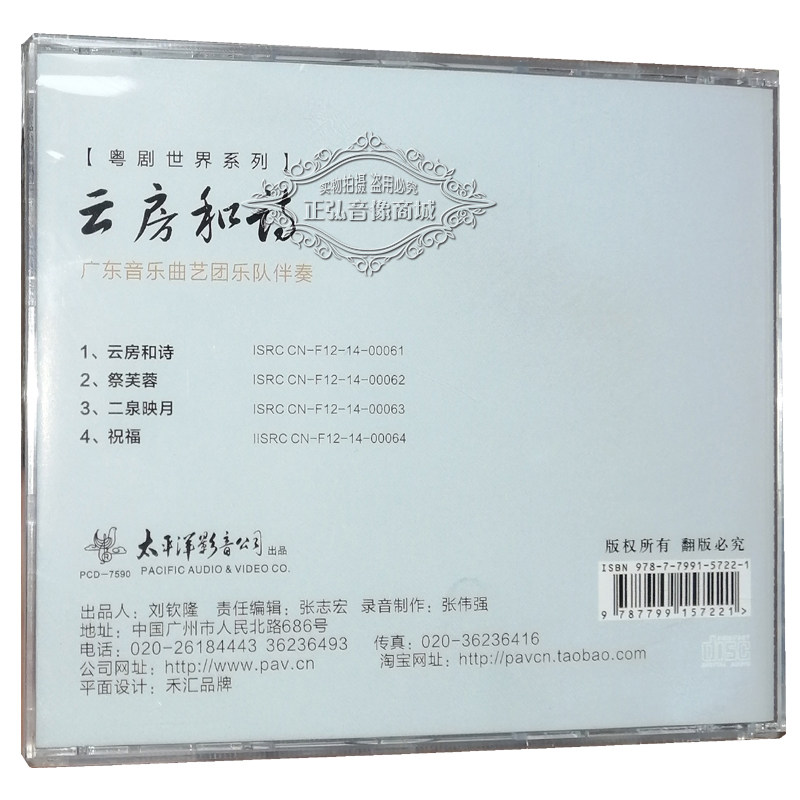 【粤剧世界系列】
实物拍摄 盗用必究
正弘音像商城
云房和诗
广东音乐曲艺团乐队伴奏
1、云房和诗 ISRC CN-F12-14-00061
2、祭芙蓉 ISRC CN-F12-14-00062
3、二泉映月 ISRC CN-F12-14-00063
4、祝福 IISRC CN-F12-14-00064
太平洋影音公司 出品
PCD-7590 PACIFIC AUDIO & VIDEO CO.
版权所有 翻版必究
ISBN 978-7-7991-5722-1
9 787799 157221>
出品人：刘钦隆 责任编辑：张志宏 录音制作：张伟强
地址：中国广州市人民北路686号
电话：020-26184443 36236493 传真：020-36236416
公司网址：http://www.pav.cn 淘宝网址：http://pavcn.taobao.com
平面设计：禾汇品牌